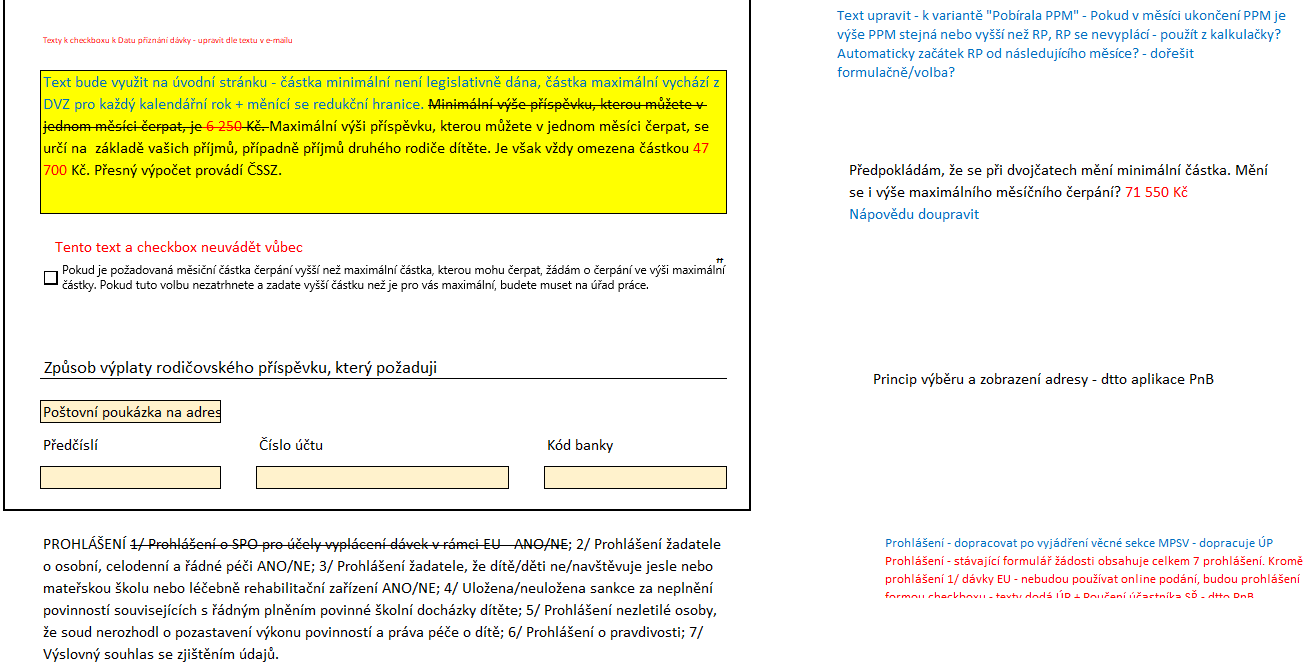 Texty k checkboxu k Datu přiznání dávky - upravit dle textu v e-mailu
Text bude využit na úvodní stránku - částka minimální není legislativně dána, částka maximální vychází z
DVZ pro každý kalendářní rok + měnící se redukční hranice. Minimální výše příspěvku, kterou můžete v
jednom měsíci čerpat, je 6 250 Kč. Maximální výši příspěvku, kterou můžete v jednom měsíci čerpat, se
určí na  základě vašich příjmů, případně příjmů druhého rodiče dítěte. Je však vždy omezena částkou 47
700 Kč. Přesný výpočet provádí ČSSZ.
Tento text a checkbox neuvádět vůbec
Pokud je požadovaná měsiční částka čerpání vyšší než maximální částka, kterou mohu čerpat, žádám o čerpání ve výši maximální
částky. Pokud tuto volbu nezatrhnete a zadate vyšší částku než je pro vás maximální, budete muset na úřad práce.
Způsob výplaty rodičovského příspěvku, který požaduji
Poštovní poukázka na adres
Předčíslí
Číslo účtu
Kód banky
PROHLÁŠENÍ 1/ Prohlášení o SPO pro účely vyplácení dávek v rámci EU - ANO/NE; 2/ Prohlášení žadatele
o osobní, celodenní a řádné péči ANO/NE; 3/ Prohlášení žadatele, že dítě/děti ne/navštěvuje jesle nebo
mateřskou školu nebo léčebně rehabilitační zařízení ANO/NE; 4/ Uložena/neuložena sankce za neplnění
povinností souvisejících s řádným plněním povinné školní docházky dítěte; 5/ Prohlášení nezletilé osoby,
že soud nerozhodl o pozastavení výkonu povinností a práva péče o dítě; 6/ Prohlášení o pravdivosti; 7/
Výslovný souhlas se zjištěním údajů.
Text upravit - k variantě "Pobírala PPM" - Pokud v měsíci ukončení PPM je
výše PPM stejná nebo vyšší než RP, RP se nevyplácí - použít z kalkulačky?
Automaticky začátek RP od následujícího měsíce? - dořešit
formulačně/volba?
Předpokládám, že se při dvojčatech mění minimální částka. Mění
se i výše maximálního měsíčního čerpání? 71 550 Kč
Nápovědu doupravit
Princip výběru a zobrazení adresy - dtto aplikace PnB
Prohlášení - dopracovat po vyjádření věcné sekce MPSV - dopracuje ÚP
Prohlášení - stávající formulář žádosti obsahuje celkem 7 prohlášení. Kromě
prohlášení 1/ dávky EU - nebudou používat online podání, budou prohlášení
formou checkboxu - texty dodá ÚP + Poučení účastníka SŘ - dtto PnB